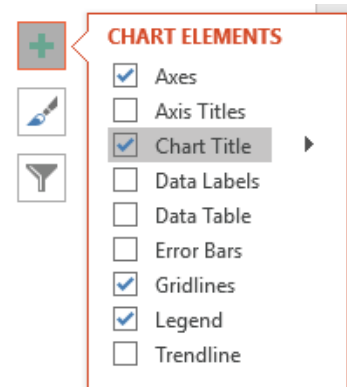 CHART ELEMENTS
Axes
Axis Titles
Chart Title
Data Labels
Data Table
Error Bars
Gridlines
Legend
Trendline